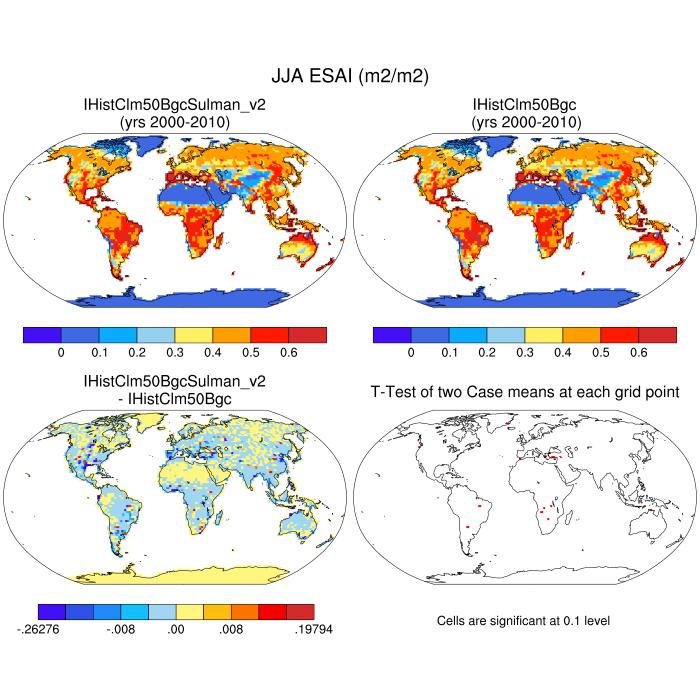 JJA ESAI (m2/m2)
IHistClm50BgcSulman_v2
(yrs 2000-2010)
IHistClm50Bgc
(yrs 2000-2010)
0 0.1 0.2 0.3 0.4 0.5 0.6
0 0.1 0.2 0.3 0.4 0.5 0.6
IHistClm50BgcSulman_v2
- IHistClm50Bgc
T-Test of two Case means at each grid point
-.26276 -.008 .00 .008 .19794
Cells are significant at 0.1 level